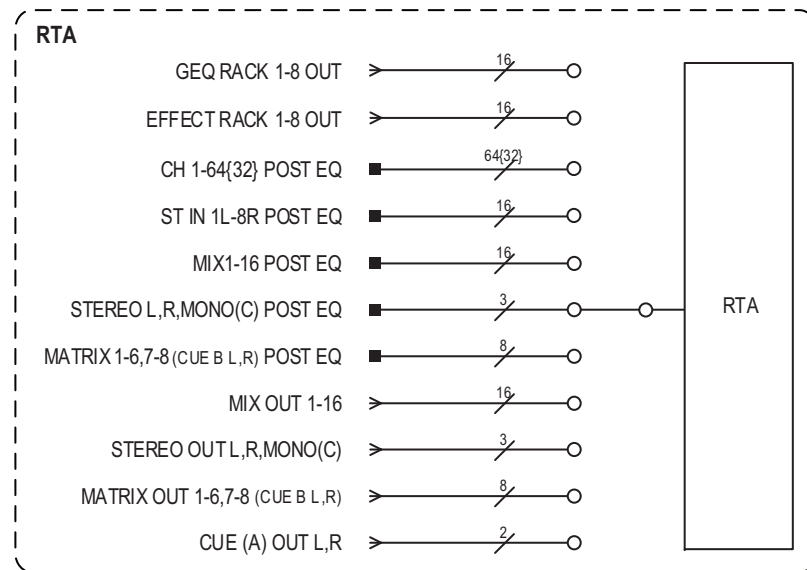 RTA
GEQ RACK 1-8 OUT 16
EFFECT RACK 1-8 OUT 16
CH 1-64{32} POST EQ 64{32}
ST IN 1L-8R POST EQ 16
MIX1-16 POST EQ 16
STEREO L,R,MONO(C) POST EQ 3 RTA
MATRIX 1-6,7-8 (CUE B L,R) POST EQ 8
MIX OUT 1-16 16
STEREO OUT L,R,MONO(C) 3
MATRIX OUT 1-6,7-8 (CUE B L,R) 8
CUE (A) OUT L,R 2